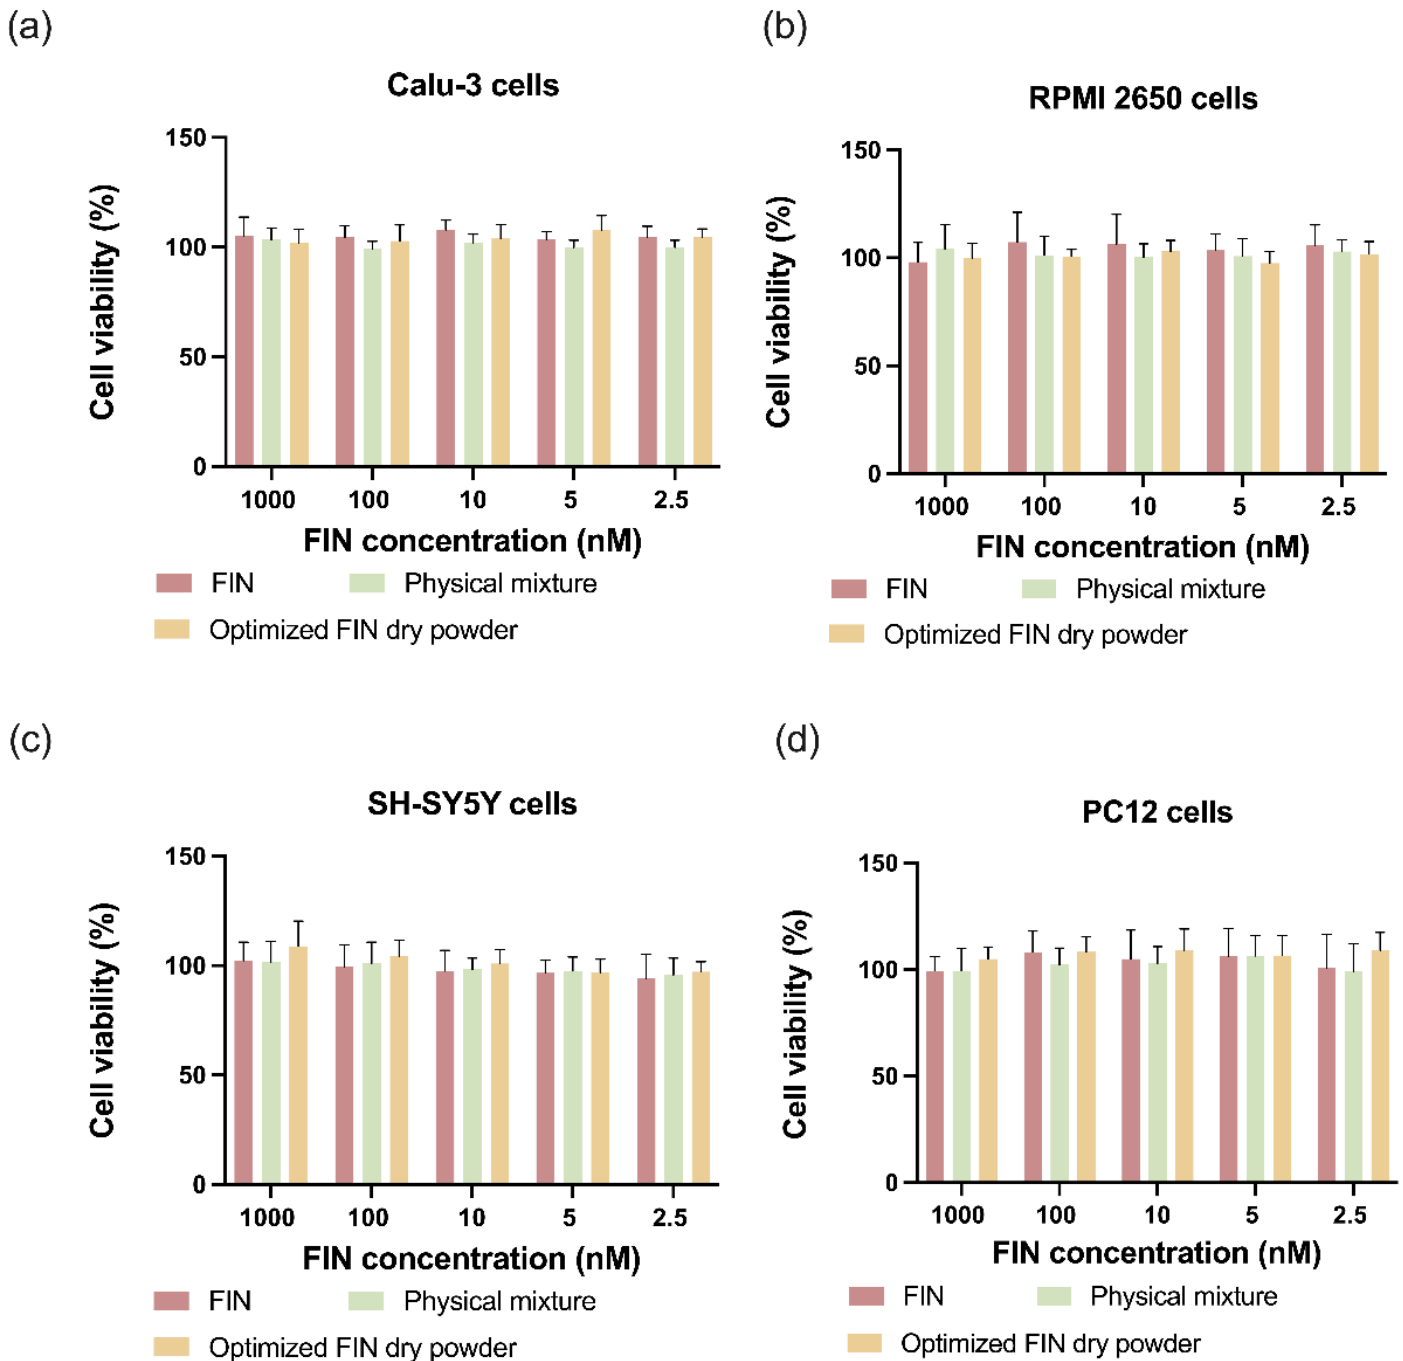 (a)
Calu-3 cells
150
100
50
0
Cell viability (%)
1000 100 10 5 2.5
FIN concentration (nM)
FIN Physical mixture
Optimized FIN dry powder
(b)
RPMI 2650 cells
150
100
50
0
Cell viability (%)
1000 100 10 5 2.5
FIN concentration (nM)
FIN Physical mixture
Optimized FIN dry powder
(c)
SH-SY5Y cells
150
100
50
0
Cell viability (%)
1000 100 10 5 2.5
FIN concentration (nM)
FIN Physical mixture
Optimized FIN dry powder
(d)
PC12 cells
150
100
50
0
Cell viability (%)
1000 100 10 5 2.5
FIN concentration (nM)
FIN Physical mixture
Optimized FIN dry powder